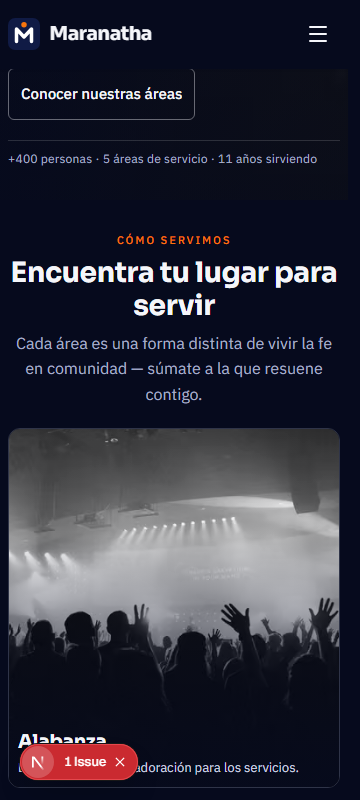 Maranatha
Conocer nuestras áreas
+400 personas · 5 áreas de servicio · 11 años sirviendo
CÓMO SERVIMOS
Encuentra tu lugar para
servir
Cada área es una forma distinta de vivir la fe
en comunidad — súmate a la que resuene
contigo.
Alabanza
adoración para los servicios.
N 1 Issue